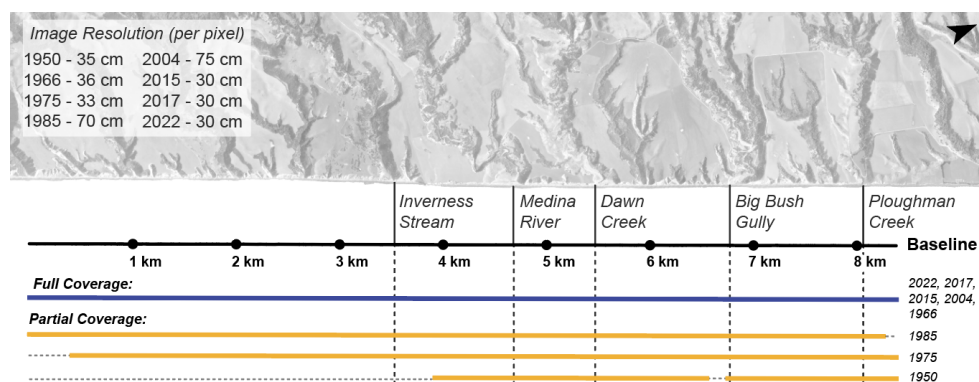 Image Resolution (per pixel)
1950 - 35 cm 2004 - 75 cm
1966 - 36 cm 2015 - 30 cm
1975 - 33 cm 2017 - 30 cm
1985 - 70 cm 2022 - 30 cm
Inverness
Stream
Medina
River
Dawn
Creek
Big Bush
Gully
Ploughman
Creek
Baseline
1 km 2 km 3 km 4 km 5 km 6 km 7 km 8 km
Full Coverage:
2022, 2017,
2015, 2004,
1966
Partial Coverage:
1985
1975
1950